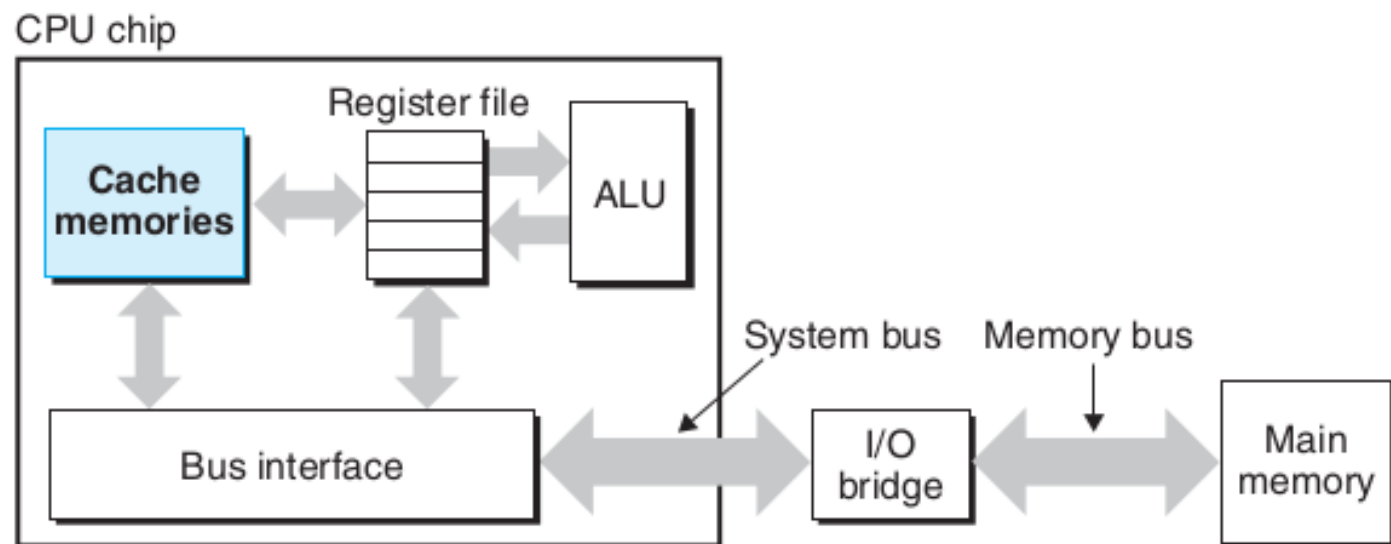 CPU chip
Register file
Cache
memories
ALU
System bus
Memory bus
Bus interface
I/O
bridge
Main
memory